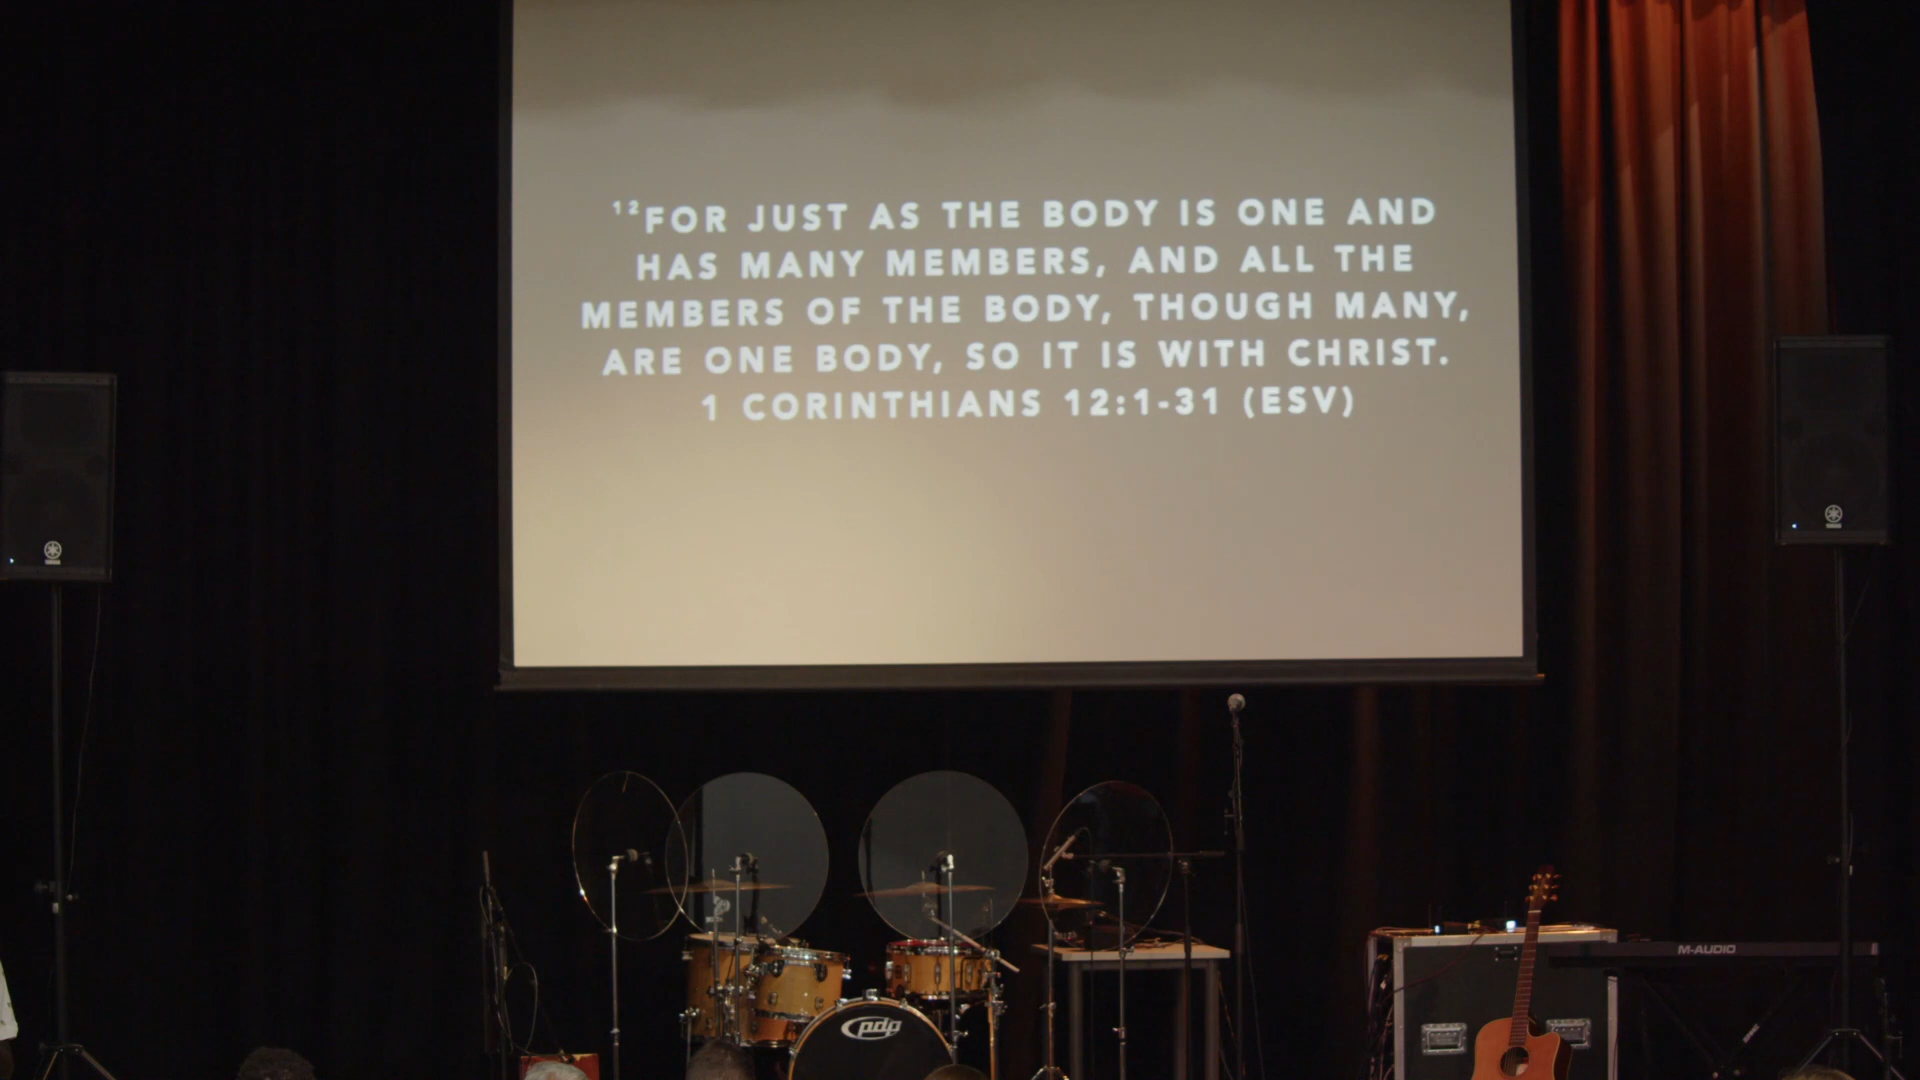 ¹²FOR JUST AS THE BODY IS ONE AND
HAS MANY MEMBERS, AND ALL THE
MEMBERS OF THE BODY, THOUGH MANY,
ARE ONE BODY, SO IT IS WITH CHRIST.
1 CORINTHIANS 12:1-31 (ESV)
M-AUDIO
pdp